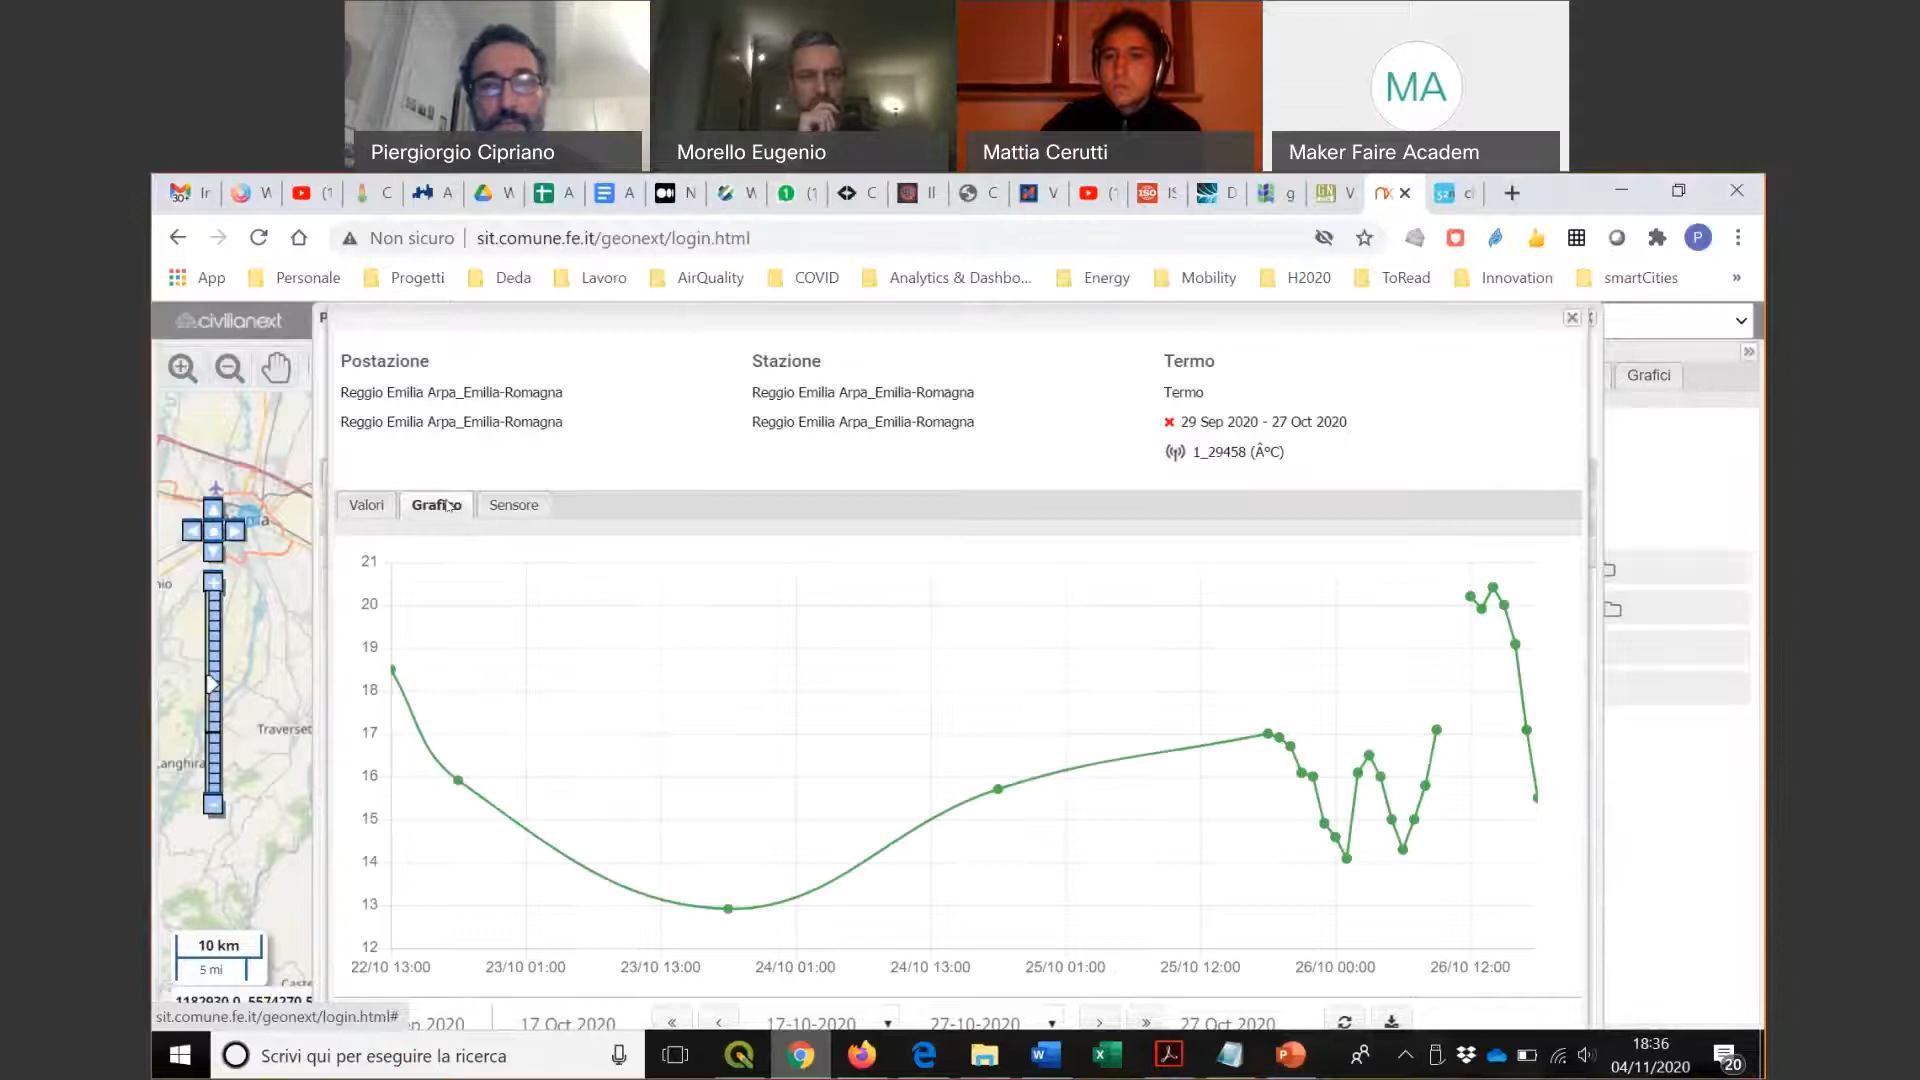 Piergiorgio Cipriano
Morello Eugenio
Mattia Cerutti
MA
Maker Faire Academ
Non sicuro
sit.comune.fe.it/geonext/login.html
P
App
Personale
Progetti
Deda
Lavoro
AirQuality
COVID
Analytics & Dashbo...
Energy
Mobility
H2020
ToRead
Innovation
smartCities
civilianext
Grafici
Postazione
Reggio Emilia Arpa_Emilia-Romagna
Reggio Emilia Arpa_Emilia-Romagna
Stazione
Reggio Emilia Arpa_Emilia-Romagna
Reggio Emilia Arpa_Emilia-Romagna
Termo
Termo
29 Sep 2020 - 27 Oct 2020
1_29458 (Â°C)
Valori
Grafico
Sensore
21
20
19
18
17
16
15
14
13
12
22/10 13:00
23/10 01:00
23/10 13:00
24/10 01:00
24/10 13:00
25/10 01:00
25/10 12:00
26/10 00:00
26/10 12:00
Traverset
anghira
10 km
5 mi
1182930.0, 5574270.5
sit.comune.fe.it/geonext/login.html#
2020
17 Oct 2020
17-10-2020
27-10-2020
27 Oct 2020
Scrivi qui per eseguire la ricerca
18:36
04/11/2020
20